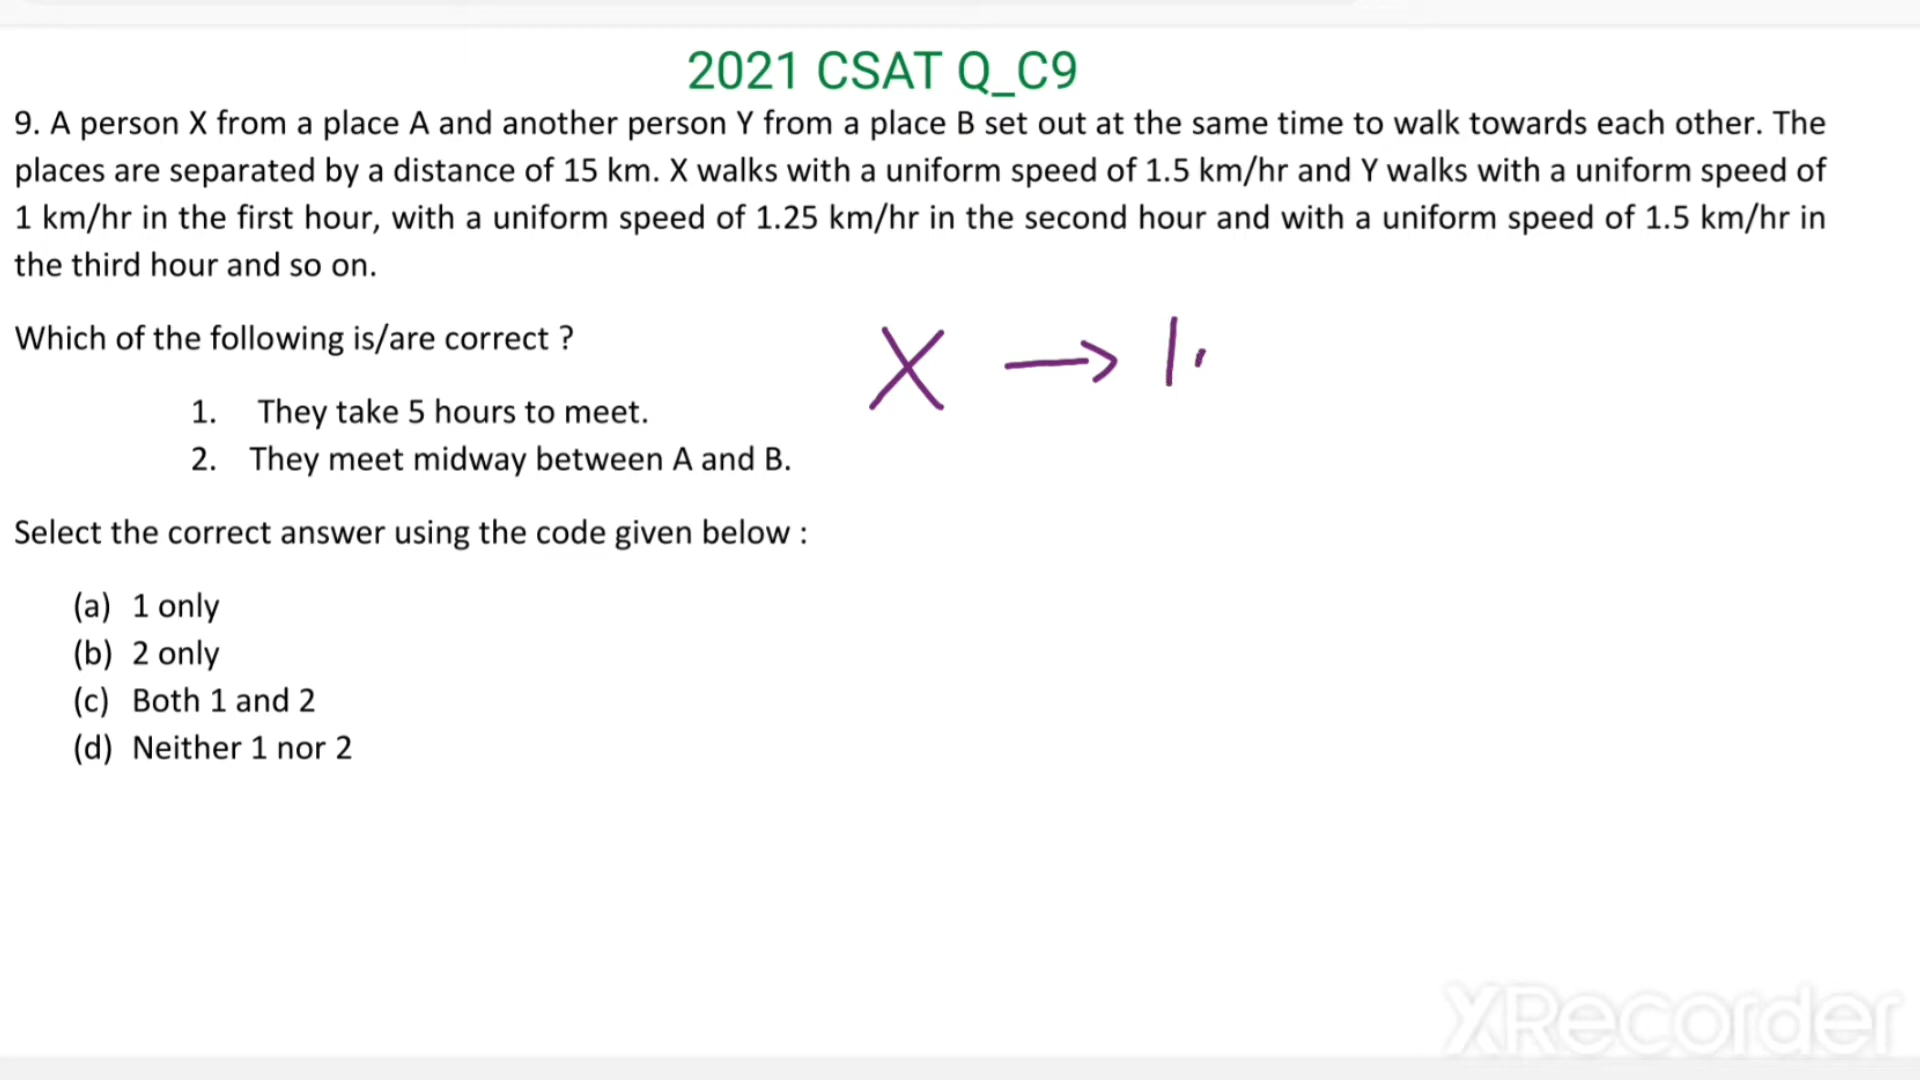 2021 CSAT Q_C9
9. A person X from a place A and another person Y from a place B set out at the same time to walk towards each other. The
places are separated by a distance of 15 km. X walks with a uniform speed of 1.5 km/hr and Y walks with a uniform speed of
1 km/hr in the first hour, with a uniform speed of 1.25 km/hr in the second hour and with a uniform speed of 1.5 km/hr in
the third hour and so on.
Which of the following is/are correct ?
X → 1.
1. They take 5 hours to meet.
2. They meet midway between A and B.
Select the correct answer using the code given below :
(a) 1 only
(b) 2 only
(c) Both 1 and 2
(d) Neither 1 nor 2
XRecorder